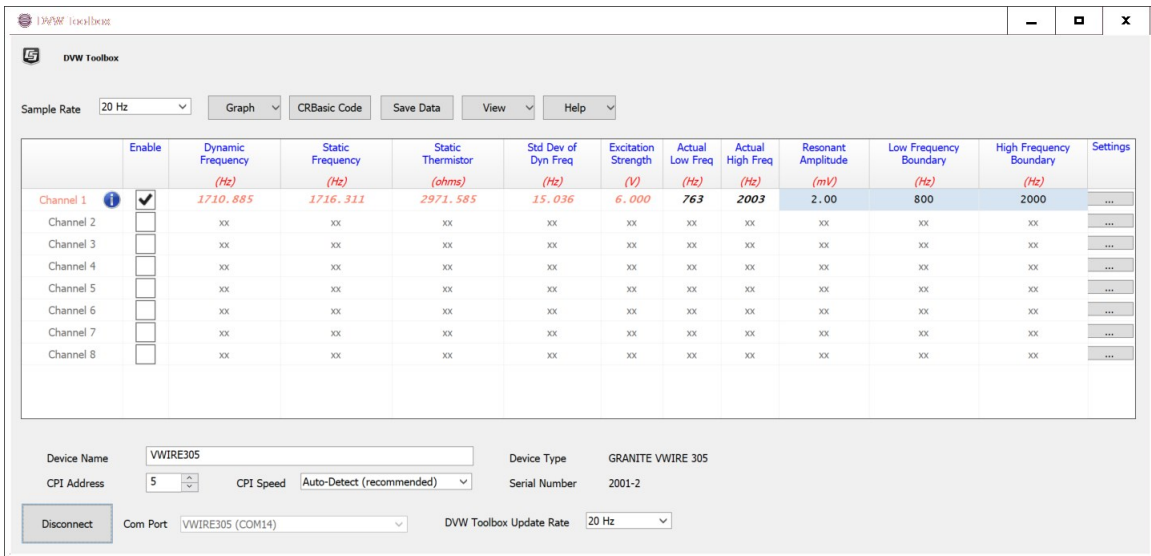 DVW Toolbox
DVW Toolbox
Sample Rate 20 Hz Graph CRBasic Code Save Data View Help
Enable Dynamic Frequency Static Frequency Static Thermistor Std Dev of Dyn Freq Excitation Strength Actual Low Freq Actual High Freq Resonant Amplitude Low Frequency Boundary High Frequency Boundary Settings
(Hz) (Hz) (ohms) (Hz) (V) (Hz) (Hz) (mV) (Hz) (Hz)
Channel 1 1710.885 1716.311 2971.585 15.036 6.000 763 2003 2.00 800 2000 ...
Channel 2 xx xx xx xx xx xx xx xx xx xx ...
Channel 3 xx xx xx xx xx xx xx xx xx xx ...
Channel 4 xx xx xx xx xx xx xx xx xx xx ...
Channel 5 xx xx xx xx xx xx xx xx xx xx ...
Channel 6 xx xx xx xx xx xx xx xx xx xx ...
Channel 7 xx xx xx xx xx xx xx xx xx xx ...
Channel 8 xx xx xx xx xx xx xx xx xx xx ...
Device Name VWIRE305 Device Type GRANITE VWIRE 305
CPI Address 5 CPI Speed Auto-Detect (recommended) Serial Number 2001-2
Disconnect Com Port VWIRE305 (COM14) DVW Toolbox Update Rate 20 Hz